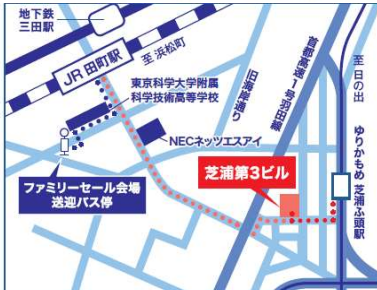 地下鉄
三田駅
JR 田町駅
至 浜松町
東京科学大学附属
科学技術高等学校
旧海岸通り
首都高速1号羽田線
至 日の出
ゆりかもめ 芝浦ふ頭駅
NECネッツエスアイ
芝浦第3ビル
ファミリーセール会場
送迎バス停